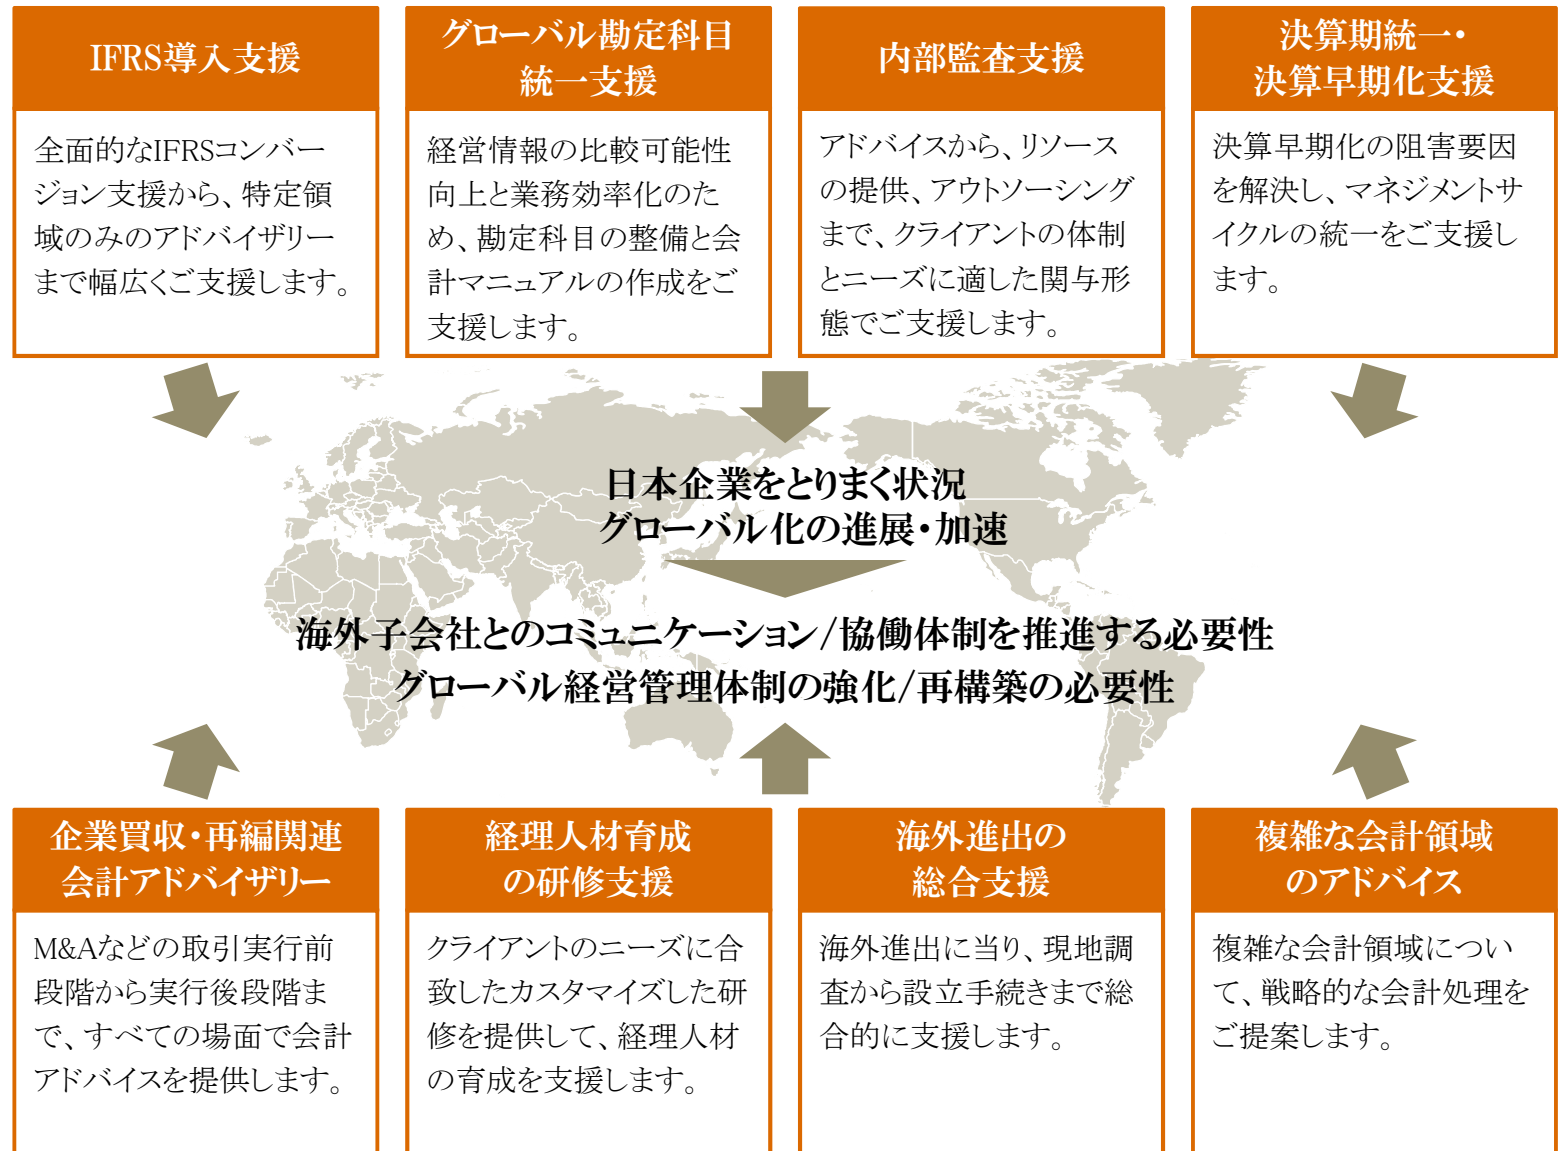 IFRS導入支援
全面的なIFRSコンバー
ジョン支援から、特定領
域のみのアドバイザリー
まで幅広くご支援します。
グローバル勘定科目
統一支援
経営情報の比較可能性
向上と業務効率化のた
め、勘定科目の整備と会
計マニュアルの作成をご
支援します。
内部監査支援
アドバイスから、リソース
の提供、アウトソーシング
まで、クライアントの体制
とニーズに適した関与形
態でご支援します。
決算期統一・
決算早期化支援
決算早期化の阻害要因
を解決し、マネジメントサ
イクルの統一をご支援し
ます。
日本企業をとりまく状況
グローバル化の進展・加速
海外子会社とのコミュニケーション/協働体制を推進する必要性
グローバル経営管理体制の強化/再構築の必要性
企業買収・再編関連
会計アドバイザリー
M&Aなどの取引実行前
段階から実行後段階ま
で、すべての場面で会計
アドバイスを提供します。
経理人材育成
の研修支援
クライアントのニーズに合
致したカスタマイズした研
修を提供して、経理人材
の育成を支援します。
海外進出の
総合支援
海外進出に当り、現地調
査から設立手続きまで総
合的に支援します。
複雑な会計領域
のアドバイス
複雑な会計領域につい
て、戦略的な会計処理を
ご提案します。